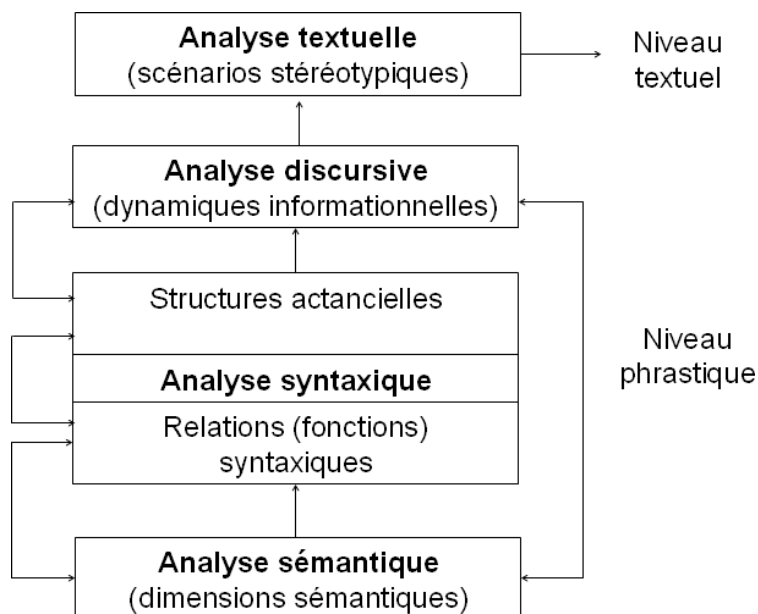 Analyse textuelle
(scénarios stéréotypiques)
Niveau
textuel
Analyse discursive
(dynamiques informationnelles)
Structures actancielles
Niveau
phrastique
Analyse syntaxique
Relations (fonctions)
syntaxiques
Analyse sémantique
(dimensions sémantiques)